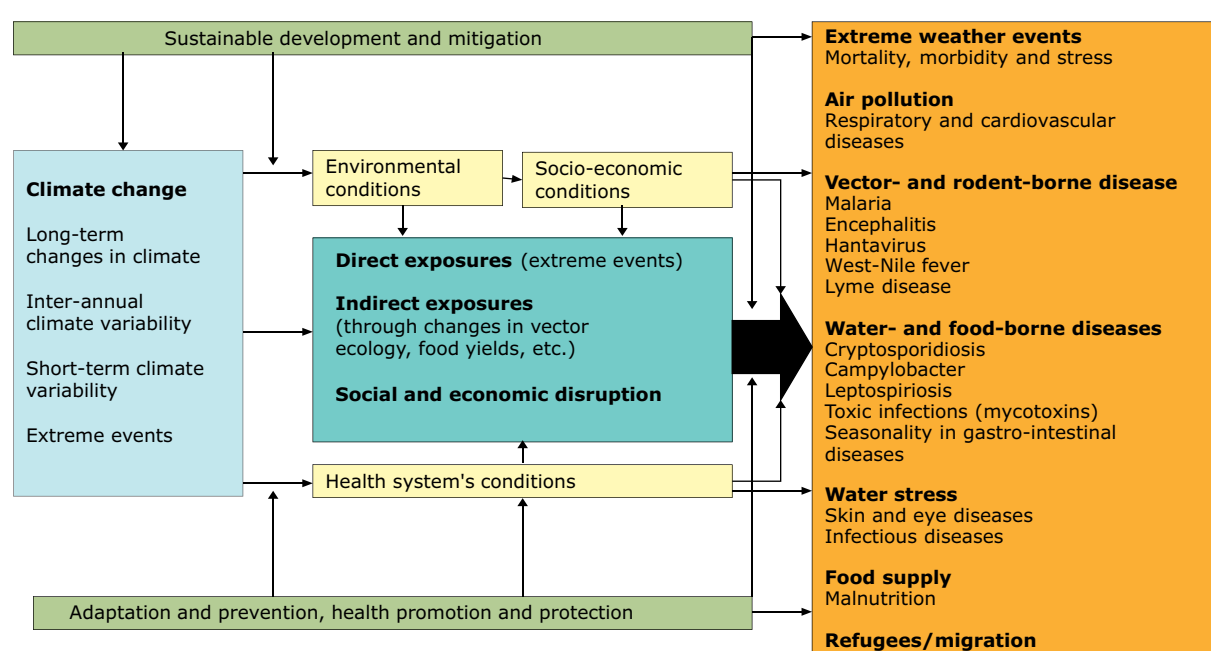 Sustainable development and mitigation
Climate change
Long-term
changes in climate
Inter-annual
climate variability
Short-term climate
variability
Extreme events
Environmental
conditions
Socio-economic
conditions
Direct exposures (extreme events)
Indirect exposures
(through changes in vector
ecology, food yields, etc.)
Social and economic disruption
Health system's conditions
Adaptation and prevention, health promotion and protection
Extreme weather events
Mortality, morbidity and stress
Air pollution
Respiratory and cardiovascular
diseases
Vector- and rodent-borne disease
Malaria
Encephalitis
Hantavirus
West-Nile fever
Lyme disease
Water- and food-borne diseases
Cryptosporidiosis
Campylobacter
Leptospiriosis
Toxic infections (mycotoxins)
Seasonality in gastro-intestinal
diseases
Water stress
Skin and eye diseases
Infectious diseases
Food supply
Malnutrition
Refugees/migration